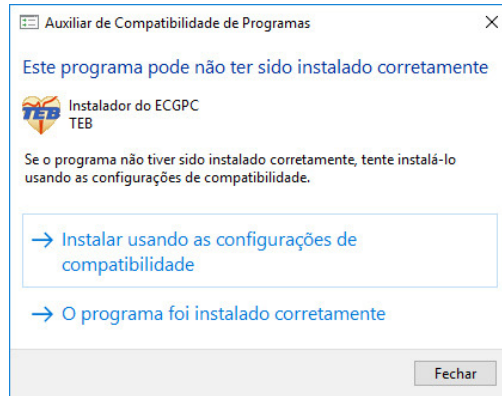 Auxiliar de Compatibilidade de Programas
Este programa pode não ter sido instalado corretamente
TEB
Instalador do ECGPC
TEB
Se o programa não tiver sido instalado corretamente, tente instalá-lo
usando as configurações de compatibilidade.
Instalar usando as configurações de
compatibilidade
O programa foi instalado corretamente
Fechar